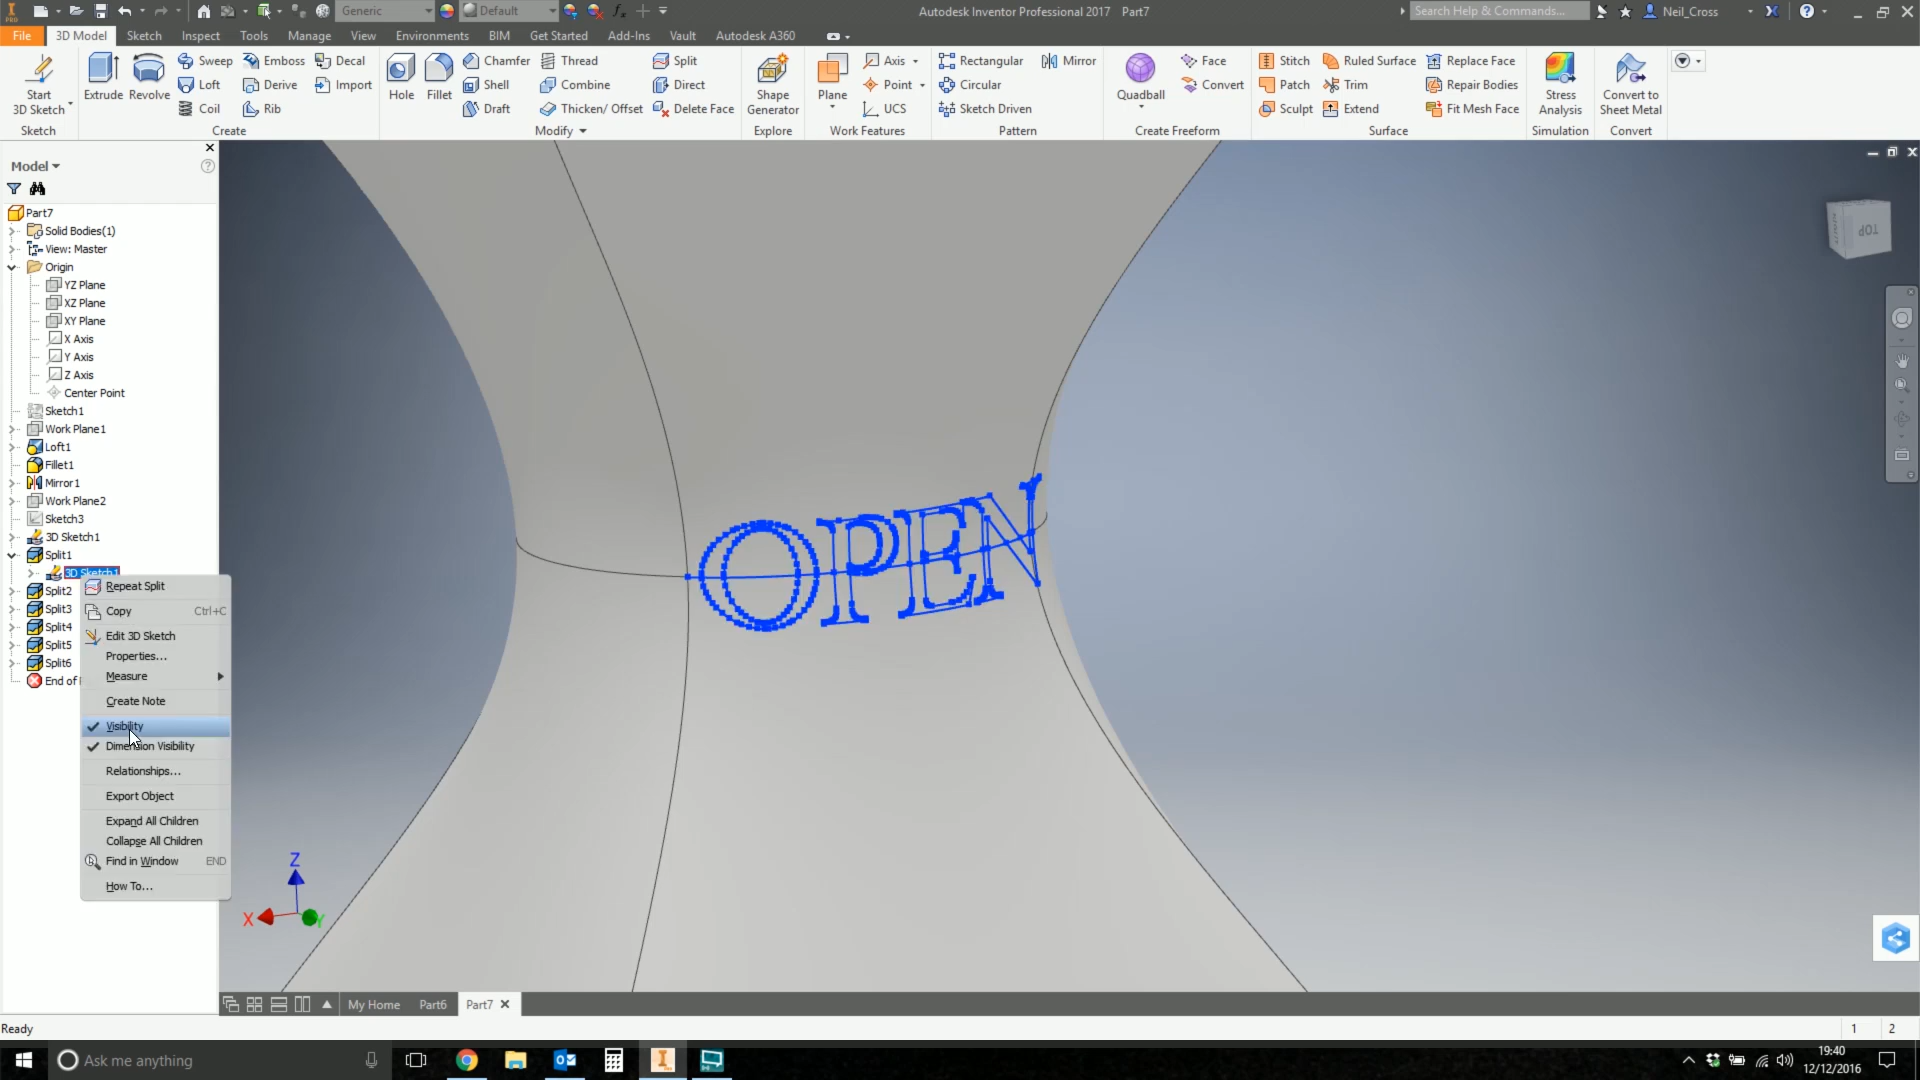 Generic
Default
Autodesk Inventor Professional 2017 Part7
Search Help & Commands...
Neil_Cross
File 3D Model Sketch Inspect Tools Manage View Environments BIM Get Started Add-Ins Vault Autodesk A360
Start 3D Sketch
Extrude
Revolve
Sweep
Loft
Coil
Emboss
Derive
Rib
Decal
Import
Hole
Fillet
Chamfer
Shell
Draft
Thread
Combine
Thicken/ Offset
Split
Direct
Delete Face
Shape Generator
Plane
Axis
Point
UCS
Rectangular
Circular
Sketch Driven
Mirror
Quadball
Face
Convert
Stitch
Patch
Sculpt
Ruled Surface
Trim
Extend
Replace Face
Repair Bodies
Fit Mesh Face
Stress Analysis
Convert to Sheet Metal
Sketch Create Modify Explore Work Features Pattern Create Freeform Surface Simulation Convert
Model
Part7
Solid Bodies(1)
View: Master
Origin
YZ Plane
XZ Plane
XY Plane
X Axis
Y Axis
Z Axis
Center Point
Sketch1
Work Plane1
Loft1
Fillet1
Mirror1
Work Plane2
Sketch3
3D Sketch1
Split1
3D Sketch1
Split2
Split3
Split4
Split5
Split6
End of
Repeat Split
Copy Ctrl+C
Edit 3D Sketch
Properties...
Measure
Create Note
Visibility
Dimension Visibility
Relationships...
Export Object
Expand All Children
Collapse All Children
Find in Window END
How To...
OPEN
TOP
Z
X
Y
My Home Part6 Part7
Ready
1 2
Ask me anything
19:40
12/12/2016